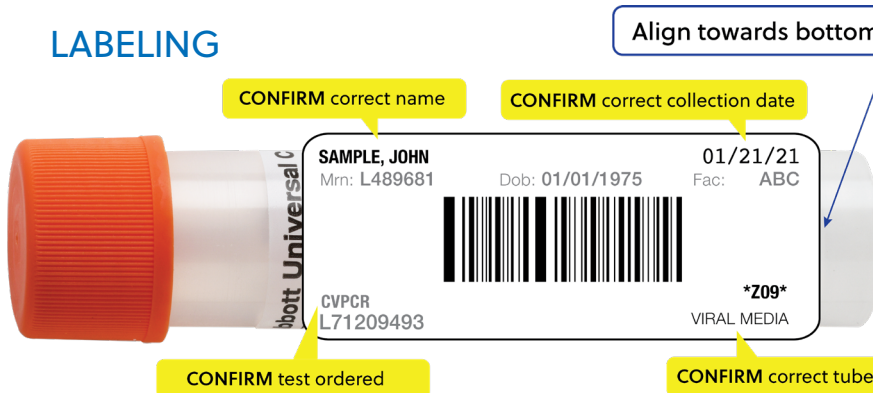 LABELING
Align towards bottom
CONFIRM correct name
CONFIRM correct collection date
SAMPLE, JOHN
01/21/21
Mrn: L489681
Dob: 01/01/1975
Fac: ABC
Universal
*Z09*
CVPCR
L71209493
VIRAL MEDIA
CONFIRM test ordered
CONFIRM correct tube